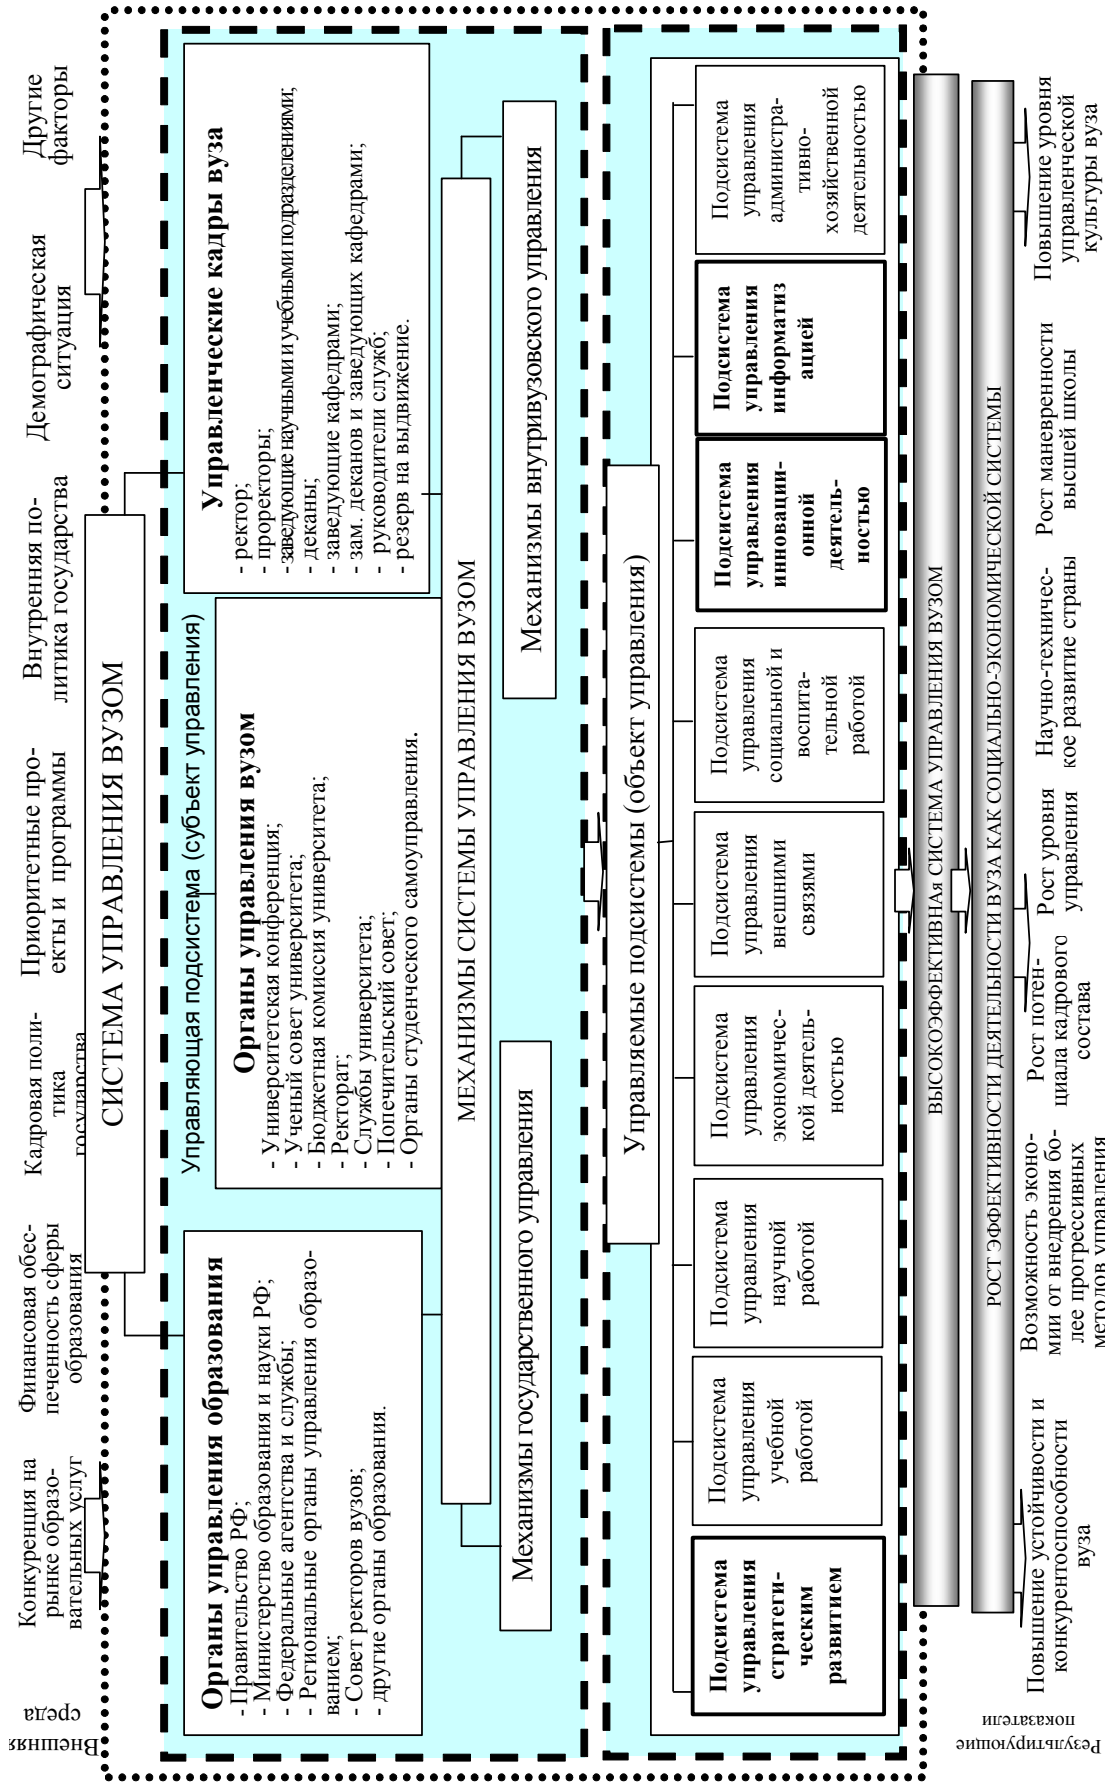 Внешняя
среда
Конкуренция на
рынке образо-
вательных услуг
Финансовая обес-
печенность сферы
образования
Кадровая поли-
тика
государства
Приоритетные про-
екты и программы
Внутренняя по-
литика государства
Демографическая
ситуация
Другие
факторы
СИСТЕМА УПРАВЛЕНИЯ ВУЗОМ
Управляющая подсистема (субъект управления)
Органы управления образования
- Правительство РФ;
- Министерство образования и науки РФ;
- Федеральные агентства и службы;
- Региональные органы управления образо-
ванием;
- Совет ректоров вузов;
- другие органы образования.
Органы управления вузом
- Университетская конференция;
- Ученый совет университета;
- Бюджетная комиссия университета;
- Ректорат;
- Службы университета;
- Попечительский совет;
- Органы студенческого самоуправления.
Управленческие кадры вуза
- ректор;
- проректоры;
- заведующие научными и учебными подразделениями;
- деканы;
- заведующие кафедрами;
- зам. деканов и заведующих кафедрами;
- руководители служб;
- резерв на выдвижение.
МЕХАНИЗМЫ СИСТЕМЫ УПРАВЛЕНИЯ ВУЗОМ
Механизмы государственного управления
Механизмы внутривузовского управления
Управляемые подсистемы (объект управления)
Подсистема
управления
стратеги-
ческим
развитием
Подсистема
управления
учебной
работой
Подсистема
управления
научной
работой
Подсистема
управления
экономичес-
кой деятель-
ностью
Подсистема
управления
внешними
связями
Подсистема
управления
социальной и
воспита-
тельной
работой
Подсистема
управления
инноваци-
онной
деятель-
ностью
Подсистема
управления
информатиз
ацией
Подсистема
управления
администра-
тивно-
хозяйственной
деятельностью
ВЫСОКОЭФФЕКТИВНАЯ СИСТЕМА УПРАВЛЕНИЯ ВУЗОМ
РОСТ ЭФФЕКТИВНОСТИ ДЕЯТЕЛЬНОСТИ ВУЗА КАК СОЦИАЛЬНО-ЭКОНОМИЧЕСКОЙ СИСТЕМЫ
Результирующие
показатели
Повышение устойчивости и
конкурентоспособности
вуза
Возможность эконо-
мии от внедрения бо-
лее прогрессивных
методов управления
Рост потен-
циала кадрового
состава
Рост уровня
управления
Научно-техничес-
кое развитие страны
Рост маневренности
высшей школы
Повышение уровня
управленческой
культуры вуза